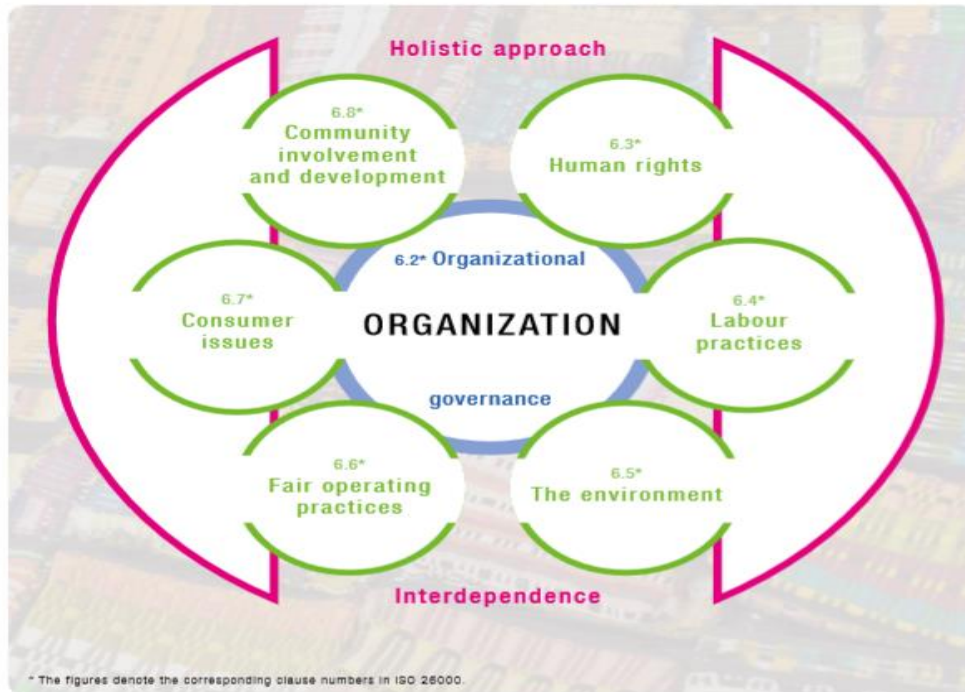 Holistic approach
6.8*
Community
involvement
and development
6.3*
Human rights
6.2* Organizational
6.7*
Consumer
issues
ORGANIZATION
6.4*
Labour
practices
governance
6.6*
Fair operating
practices
6.5*
The environment
Interdependence
* The figures denote the corresponding clause numbers in ISO 26000.